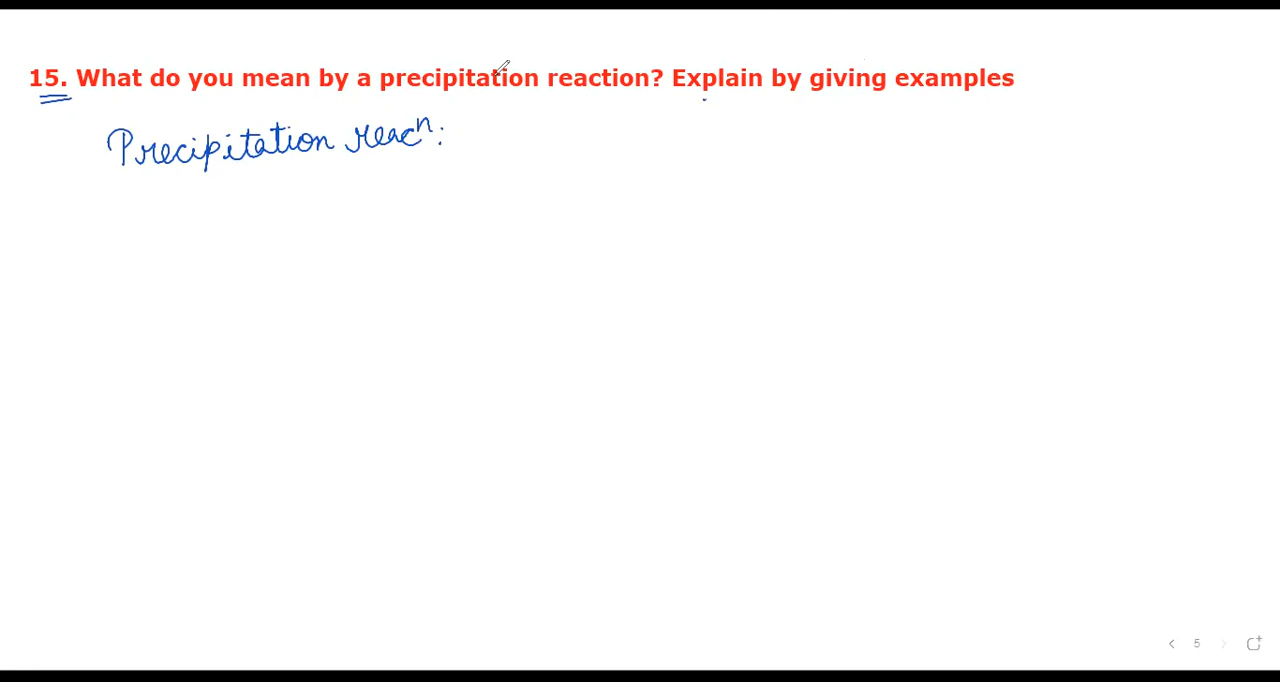 15. What do you mean by a precipitation reaction? Explain by giving examples
Precipitation reacⁿ:
5